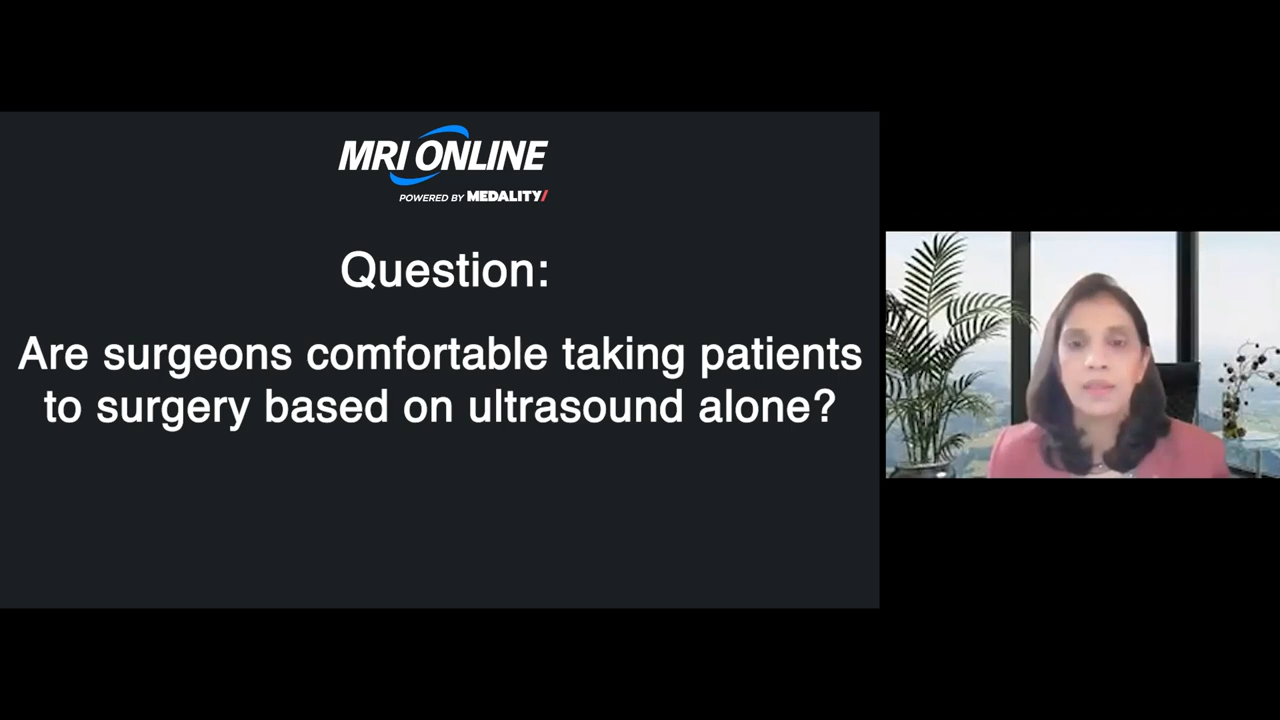 MRI ONLINE
POWERED BY MEDALITY/
Question:
Are surgeons comfortable taking patients
to surgery based on ultrasound alone?